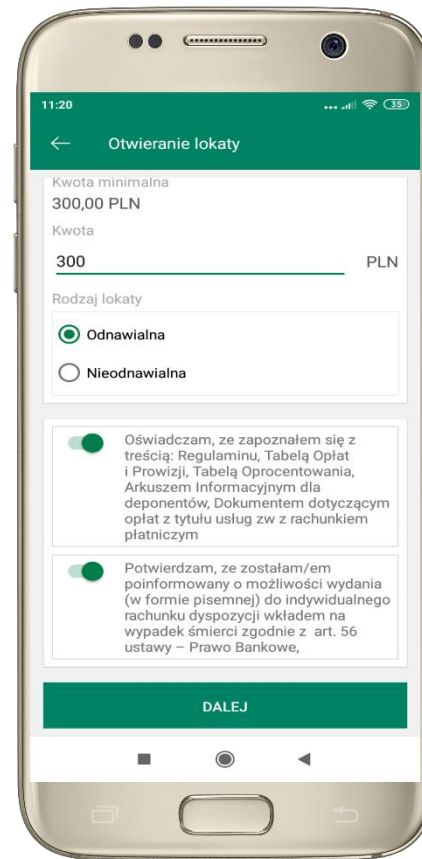 11:20
35
Otwieranie lokaty
Kwota minimalna
300,00 PLN
Kwota
300 PLN
Rodzaj lokaty
Odnawialna
Nieodnawialna
Oświadczam, ze zapoznałem się z
treścią: Regulaminu, Tabelą Opłat
i Prowizji, Tabelą Oprocentowania,
Arkuszem Informacyjnym dla
deponentów, Dokumentem dotyczącym
opłat z tytułu usług zw z rachunkiem
płatniczym
Potwierdzam, ze zostałam/em
poinformowany o możliwości wydania
(w formie pisemnej) do indywidualnego
rachunku dyspozycji wkładem na
wypadek śmierci zgodnie z art. 56
ustawy – Prawo Bankowe,
DALEJ